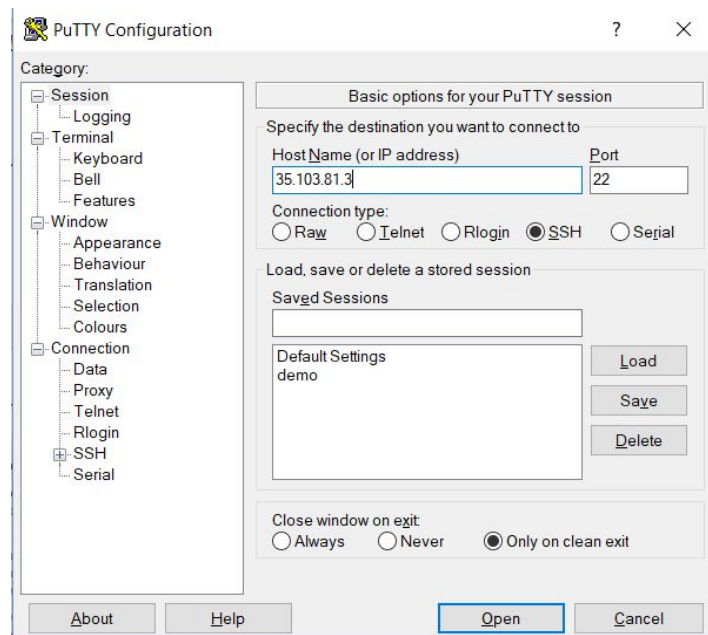 PuTTY Configuration
? ×
Category:
Session
Logging
Terminal
Keyboard
Bell
Features
Window
Appearance
Behaviour
Translation
Selection
Colours
Connection
Data
Proxy
Telnet
Rlogin
SSH
Serial
Basic options for your PuTTY session
Specify the destination you want to connect to
Host Name (or IP address) Port
35.103.81.3 22
Connection type:
Raw Telnet Rlogin SSH Serial
Load, save or delete a stored session
Saved Sessions
Default Settings
demo
Load
Save
Delete
Close window on exit:
Always Never Only on clean exit
About Help Open Cancel